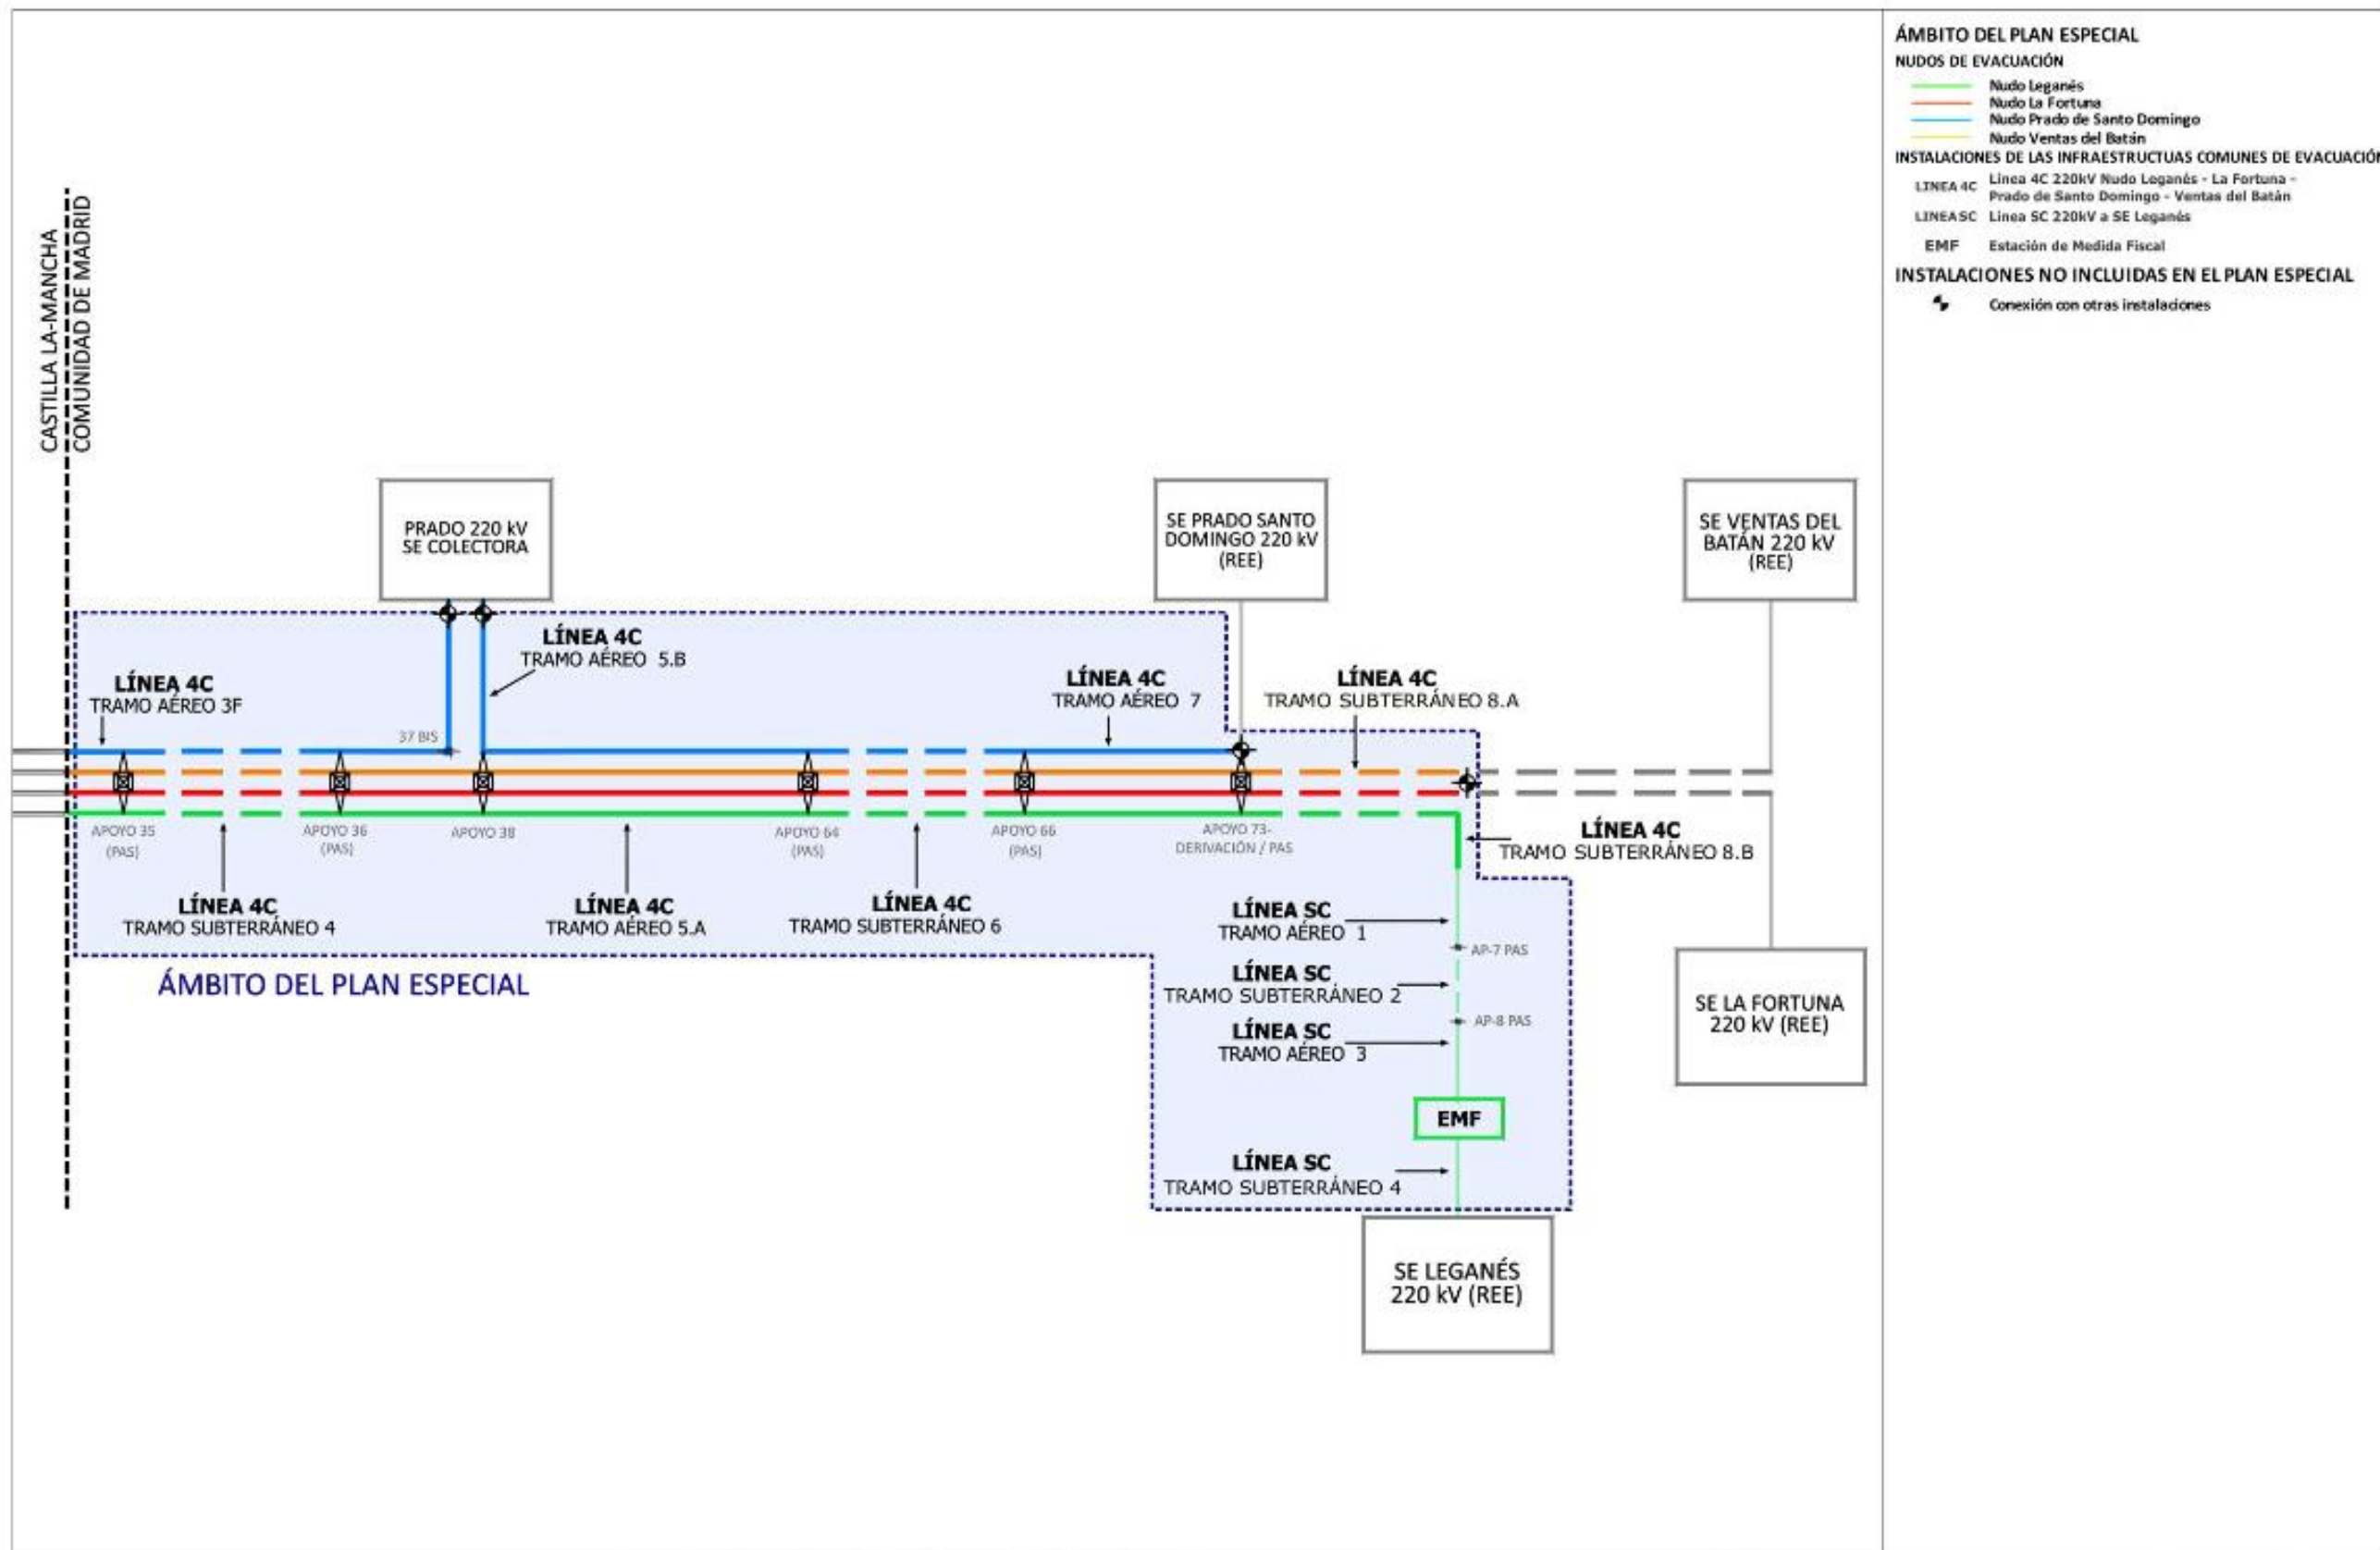 CASTILLA LA-MANCHA
COMUNIDAD DE MADRID
PRADO 220 kV
SE COLECTORA
SE PRADO SANTO
DOMINGO 220 kV
(REE)
SE VENTAS DEL
BATÁN 220 kV
(REE)
LÍNEA 4C
TRAMO AÉREO 5.B
LÍNEA 4C
TRAMO AÉREO 3F
LÍNEA 4C
TRAMO AÉREO 7
LÍNEA 4C
TRAMO SUBTERRÁNEO 8.A
37 BIS
APOYO 35
(PAS)
APOYO 36
(PAS)
APOYO 38
APOYO 64
(PAS)
APOYO 66
(PAS)
APOYO 73-
DERIVACIÓN / PAS
LÍNEA 4C
TRAMO SUBTERRÁNEO 8.B
LÍNEA 4C
TRAMO SUBTERRÁNEO 4
LÍNEA 4C
TRAMO AÉREO 5.A
LÍNEA 4C
TRAMO SUBTERRÁNEO 6
LÍNEA SC
TRAMO AÉREO 1
AP-7 PAS
ÁMBITO DEL PLAN ESPECIAL
LÍNEA SC
TRAMO SUBTERRÁNEO 2
AP-8 PAS
LÍNEA SC
TRAMO AÉREO 3
SE LA FORTUNA
220 kV (REE)
EMF
LÍNEA SC
TRAMO SUBTERRÁNEO 4
SE LEGANÉS
220 kV (REE)
ÁMBITO DEL PLAN ESPECIAL
NUDOS DE EVACUACIÓN
Nudo Leganés
Nudo La Fortuna
Nudo Prado de Santo Domingo
Nudo Ventas del Batán
INSTALACIONES DE LAS INFRAESTRUCTUAS COMUNES DE EVACUACIÓN
LINEA 4C Linea 4C 220kV Nudo Leganés - La Fortuna -
Prado de Santo Domingo - Ventas del Batán
LINEA SC Linea SC 220kV a SE Leganés
EMF Estación de Medida Fiscal
INSTALACIONES NO INCLUIDAS EN EL PLAN ESPECIAL
Conexión con otras instalaciones